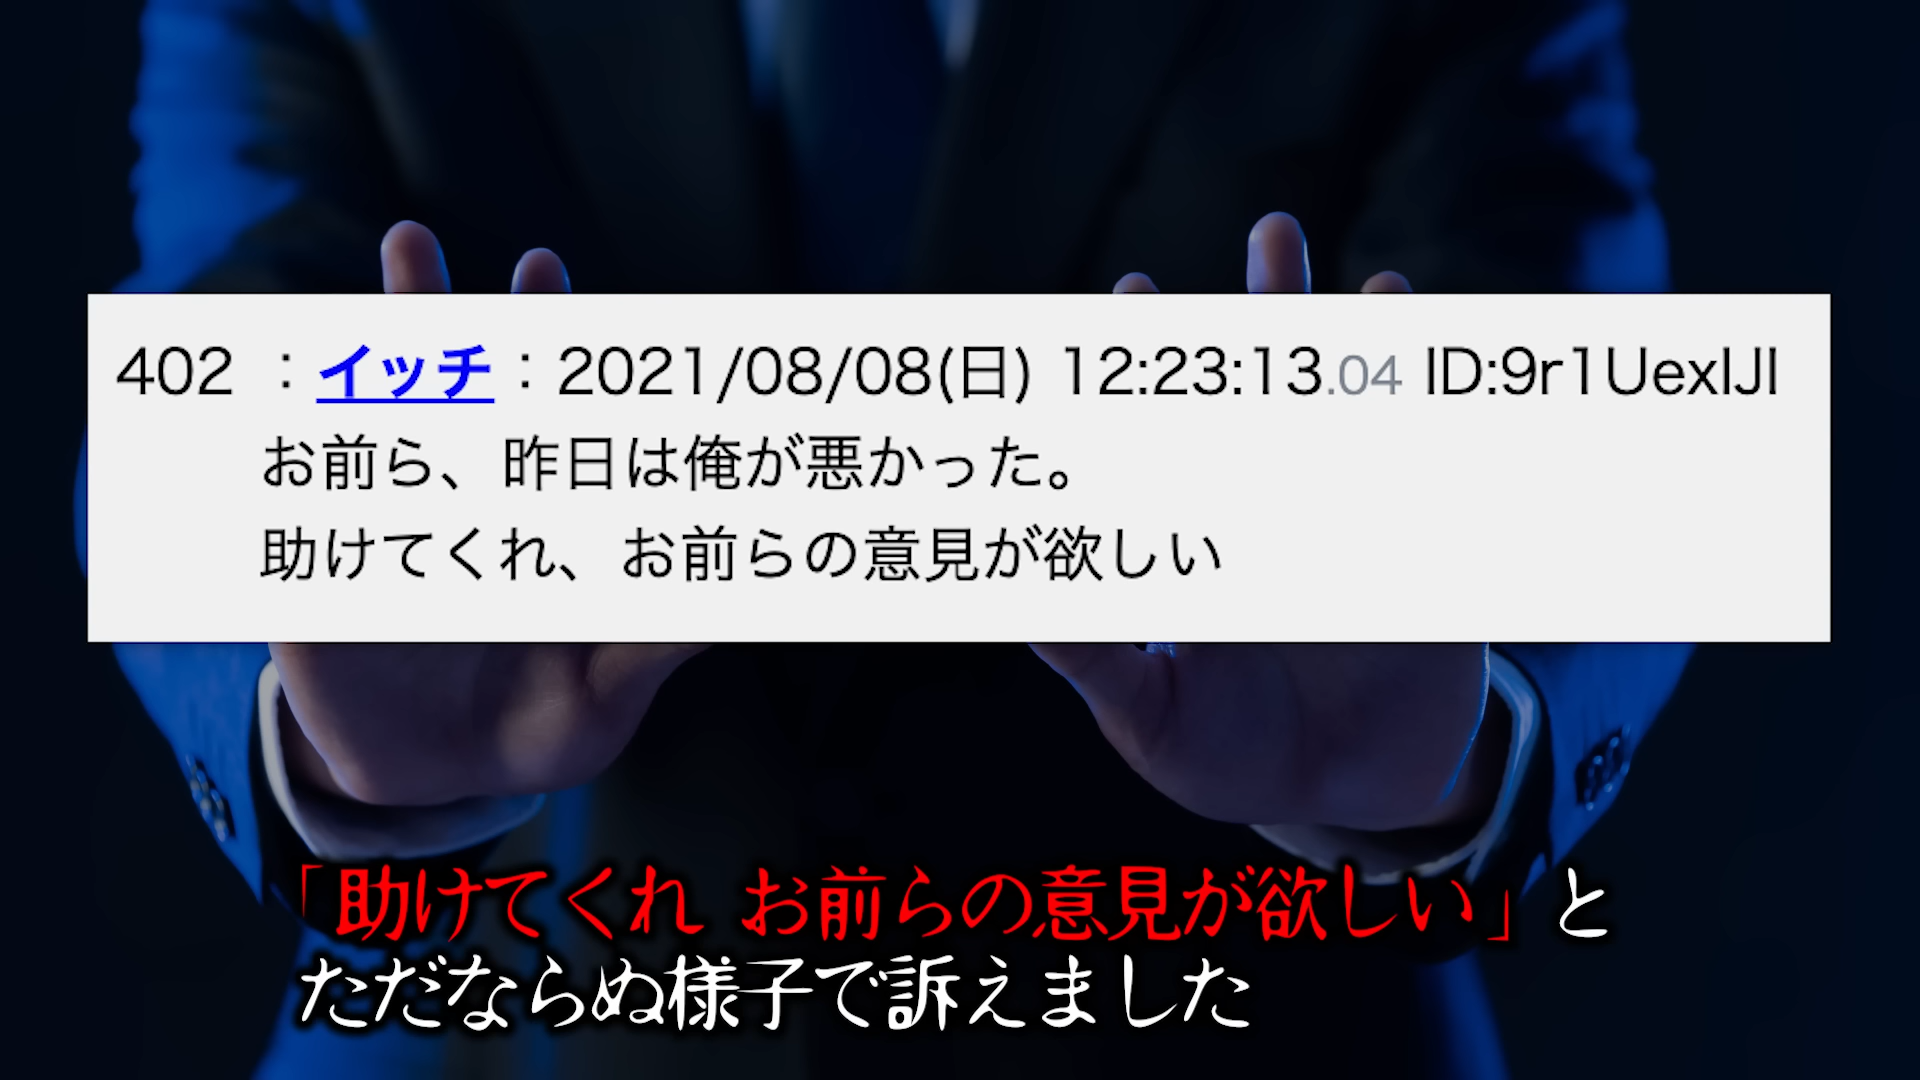 402 ：イッチ：2021/08/08(日) 12:23:13.04 ID:9r1UexIJI
お前ら、昨日は俺が悪かった。
助けてくれ、お前らの意見が欲しい
「助けてくれ お前らの意見が欲しい」と
ただならぬ様子で訴えました